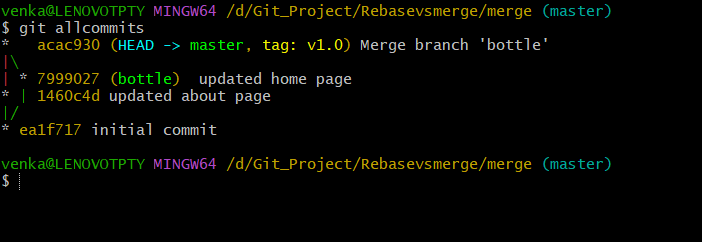 venka@LENOVOTPTY MINGW64 /d/Git_Project/Rebasevsmerge/merge (master)
$ git allcommits
*   acac930 (HEAD -> master, tag: v1.0) Merge branch 'bottle'
|\
| * 7999027 (bottle)  updated home page
* | 1460c4d updated about page
|/
* ea1f717 initial commit
venka@LENOVOTPTY MINGW64 /d/Git_Project/Rebasevsmerge/merge (master)
$